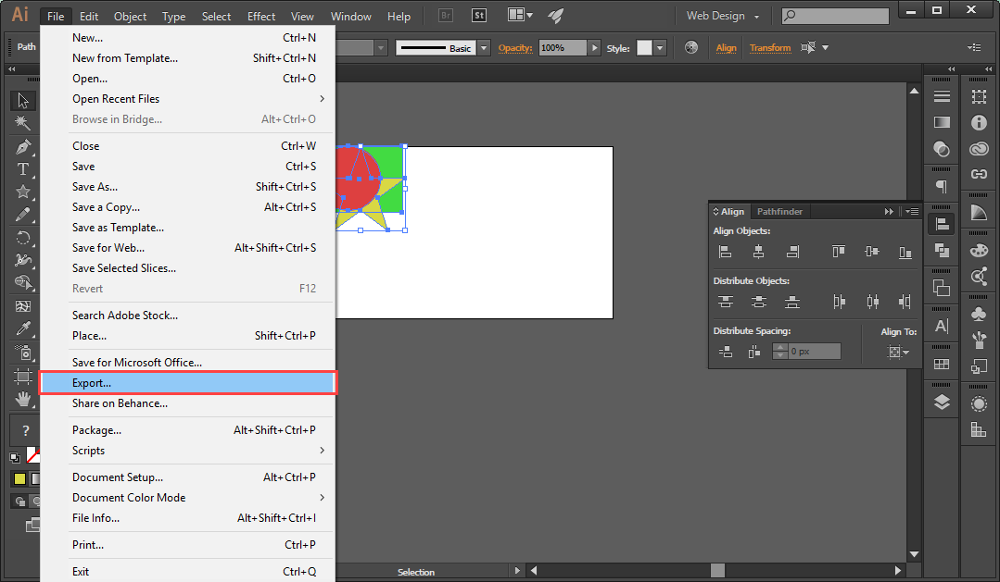 Ai File Edit Object Type Select Effect View Window Help Br St Web Design
Path Basic Opacity: 100% Style: Align Transform
New... Ctrl+N
New from Template... Shift+Ctrl+N
Open... Ctrl+O
Open Recent Files
Browse in Bridge... Alt+Ctrl+O
Close Ctrl+W
Save Ctrl+S
Save As... Shift+Ctrl+S
Save a Copy... Alt+Ctrl+S
Save as Template...
Save for Web... Alt+Shift+Ctrl+S
Save Selected Slices...
Revert F12
Search Adobe Stock...
Place... Shift+Ctrl+P
Save for Microsoft Office...
Export...
Share on Behance...
Package... Alt+Shift+Ctrl+P
Scripts
Document Setup... Alt+Ctrl+P
Document Color Mode
File Info... Alt+Shift+Ctrl+I
Print... Ctrl+P
Exit Ctrl+Q
Align Pathfinder
Align Objects:
Distribute Objects:
Distribute Spacing: Align To:
0 px
Selection